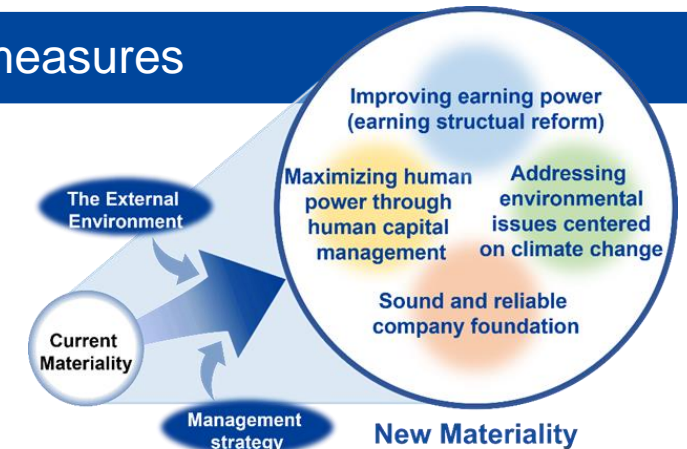 measures
Improving earning power
(earning structual reform)
Maximizing human
power through
human capital
management
Addressing
environmental
issues centered
on climate change
Sound and reliable
company foundation
The External
Environment
Current
Materiality
Management
strategy
New Materiality